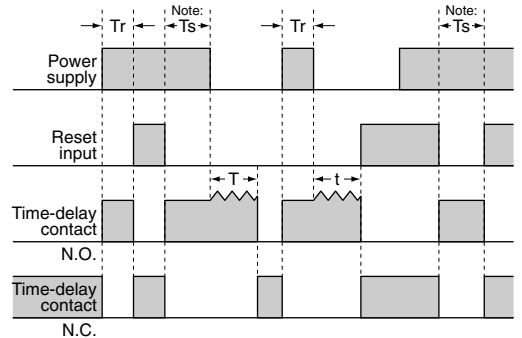 Note:
Note:
Tr
Ts
Tr
Ts
Power
supply
Reset
input
T
t
Time-delay
contact
N.O.
Time-delay
contact
N.C.